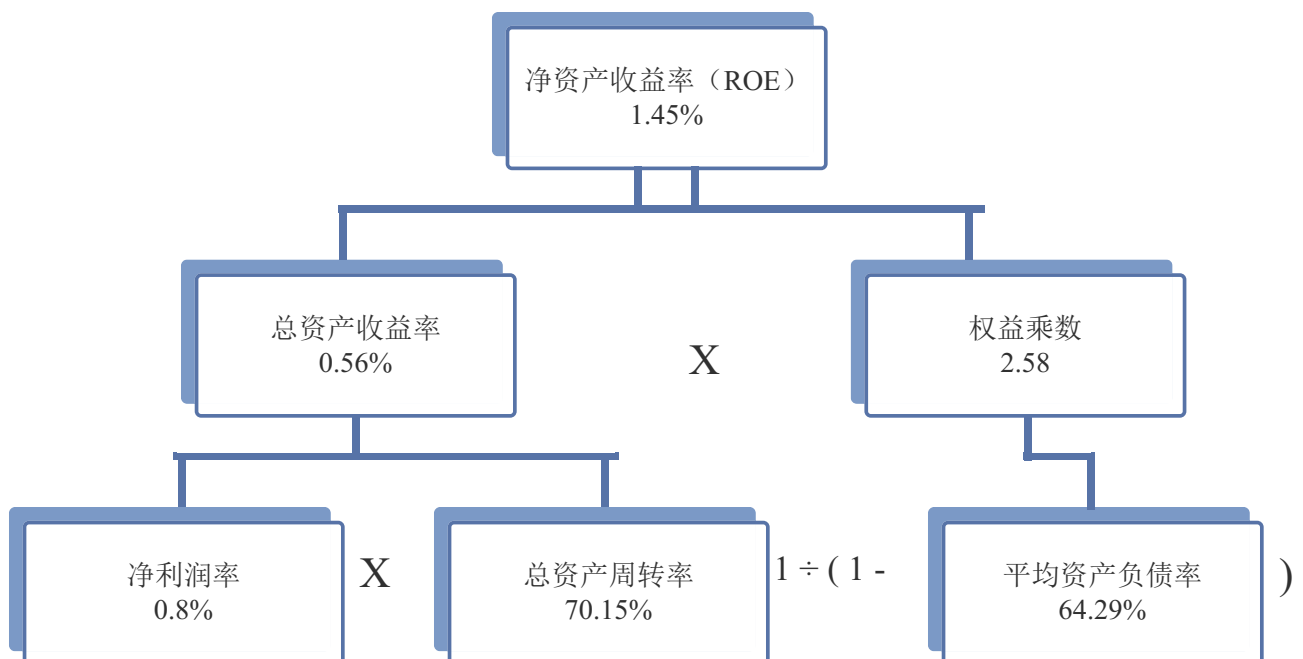 净资产收益率（ROE）
1.45%
总资产收益率
0.56%
X
权益乘数
2.58
净利润率
0.8%
X
总资产周转率
70.15%
1 ÷ ( 1 -
平均资产负债率
64.29%
)